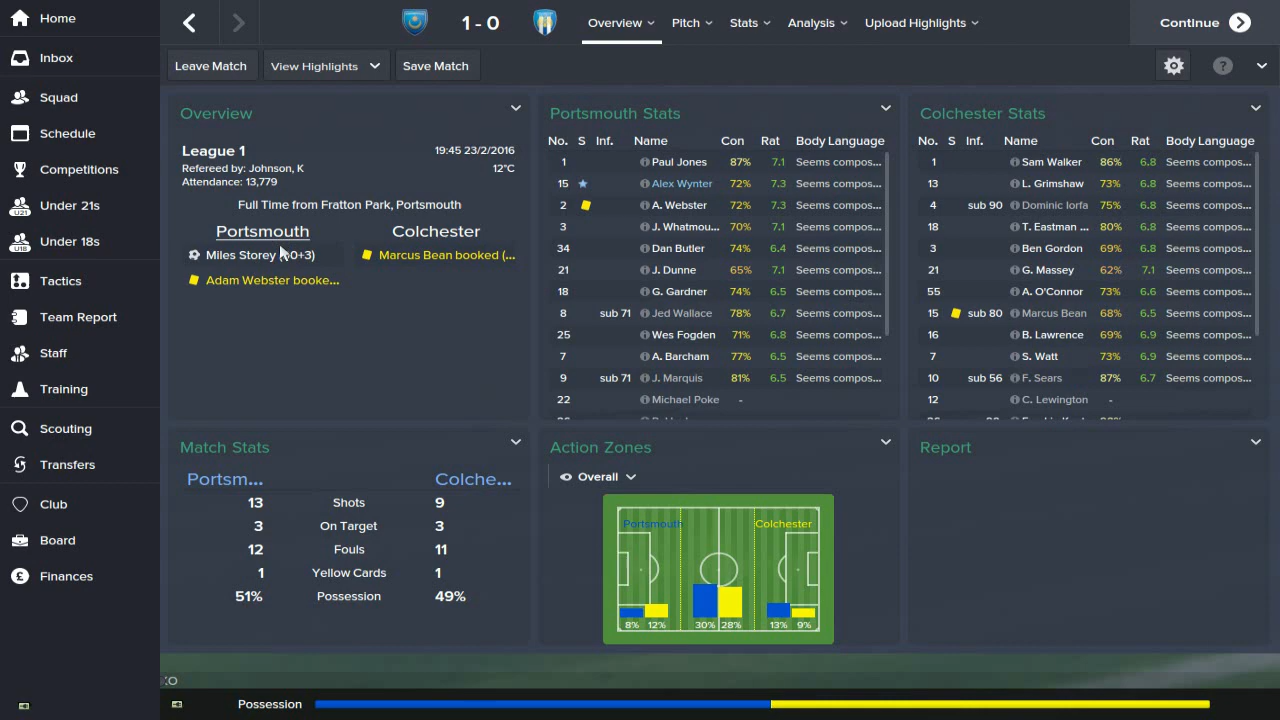 Home
Inbox
Squad
Schedule
Competitions
U21 Under 21s
U18 Under 18s
Tactics
Team Report
Staff
Training
Scouting
Transfers
Club
Board
£ Finances
1 - 0
Overview Pitch Stats Analysis Upload Highlights Continue
Leave Match View Highlights Save Match ?
Overview
League 1 19:45 23/2/2016
Refereed by: Johnson, K 12°C
Attendance: 13,779
Full Time from Fratton Park, Portsmouth
Portsmouth Colchester
Miles Storey 0+3) Marcus Bean booked (...
Adam Webster booke...
Portsmouth Stats
No. S Inf. Name Con Rat Body Language
1 Paul Jones 87% 7.1 Seems compos...
15 Alex Wynter 72% 7.3 Seems compos...
2 A. Webster 72% 7.3 Seems compos...
3 J. Whatmou... 70% 7.1 Seems compos...
34 Dan Butler 74% 6.4 Seems compos...
21 J. Dunne 65% 7.1 Seems compos...
18 G. Gardner 74% 6.5 Seems compos...
8 sub 71 Jed Wallace 78% 6.7 Seems compos...
25 Wes Fogden 71% 6.8 Seems compos...
7 A. Barcham 77% 6.5 Seems compos...
9 sub 71 J. Marquis 81% 6.5 Seems compos...
22 Michael Poke -
Colchester Stats
No. S Inf. Name Con Rat Body Language
1 Sam Walker 86% 6.8 Seems compos...
13 L. Grimshaw 73% 6.8 Seems compos...
4 sub 90 Dominic Iorfa 75% 6.8 Seems compos...
18 T. Eastman ... 80% 6.8 Seems compos...
3 Ben Gordon 69% 6.8 Seems compos...
21 G. Massey 62% 7.1 Seems compos...
55 A. O'Connor 73% 6.6 Seems compos...
15 sub 80 Marcus Bean 68% 6.5 Seems compos...
16 B. Lawrence 69% 6.9 Seems compos...
7 S. Watt 73% 6.9 Seems compos...
10 sub 56 F. Sears 87% 6.7 Seems compos...
12 C. Lewington -
Match Stats
Portsm... Colche...
13 Shots 9
3 On Target 3
12 Fouls 11
1 Yellow Cards 1
51% Possession 49%
Action Zones
Overall
Portsmouth Colchester
8% 12% 30% 28% 13% 9%
Report
Possession